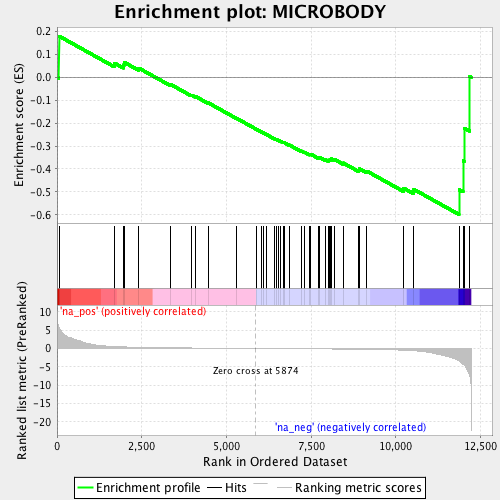 Enrichment plot: MICROBODY
Enrichment score (ES)
0.2
0.1
0.0
-0.1
-0.2
-0.3
-0.4
-0.5
-0.6
Ranked list metric (PreRanked)
10
5
0
-5
-10
-15
-20
'na_pos' (positively correlated)
Zero cross at 5874
'na_neg' (negatively correlated)
0
2,500
5,000
7,500
10,000
12,500
Rank in Ordered Dataset
Enrichment profile
Hits
Ranking metric scores